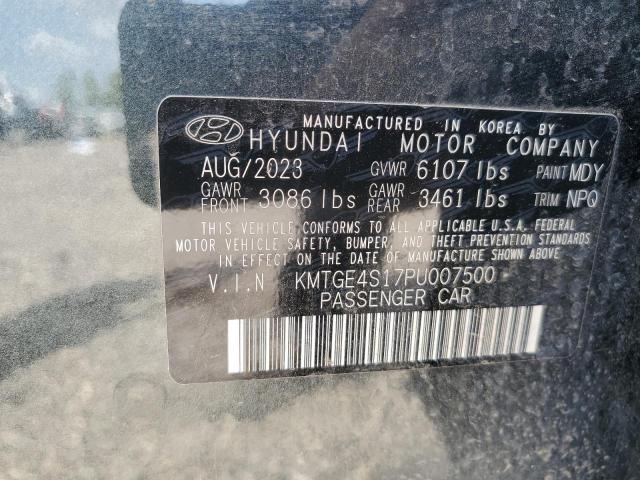 MANUFACTURED IN KOREA BY
HYUNDAI MOTOR COMPANY
AUG/2023 GVWR 6107 lbs PAINT MDY
GAWR FRONT 3086 lbs GAWR REAR 3461 lbs TRIM NPQ
THIS VEHICLE CONFORMS TO ALL APPLICABLE U.S.A. FEDERAL
MOTOR VEHICLE SAFETY, BUMPER, AND THEFT PREVENTION STANDARDS
IN EFFECT ON THE DATE OF MANUFACTURE SHOWN ABOVE.
V.I.N KMTGE4S17PU007500
PASSENGER CAR